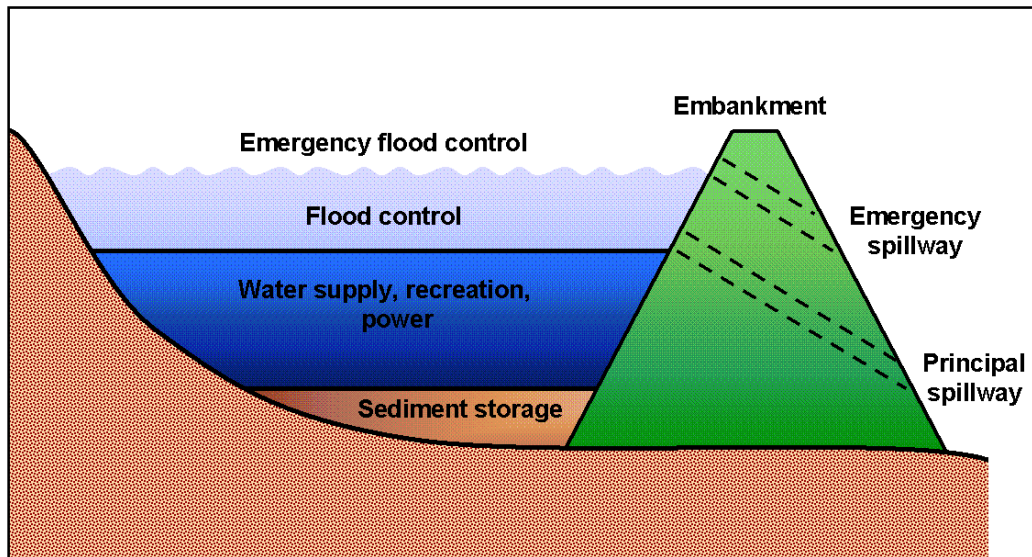 Embankment
Emergency flood control
Flood control
Emergency
spillway
Water supply, recreation,
power
Principal
spillway
Sediment storage